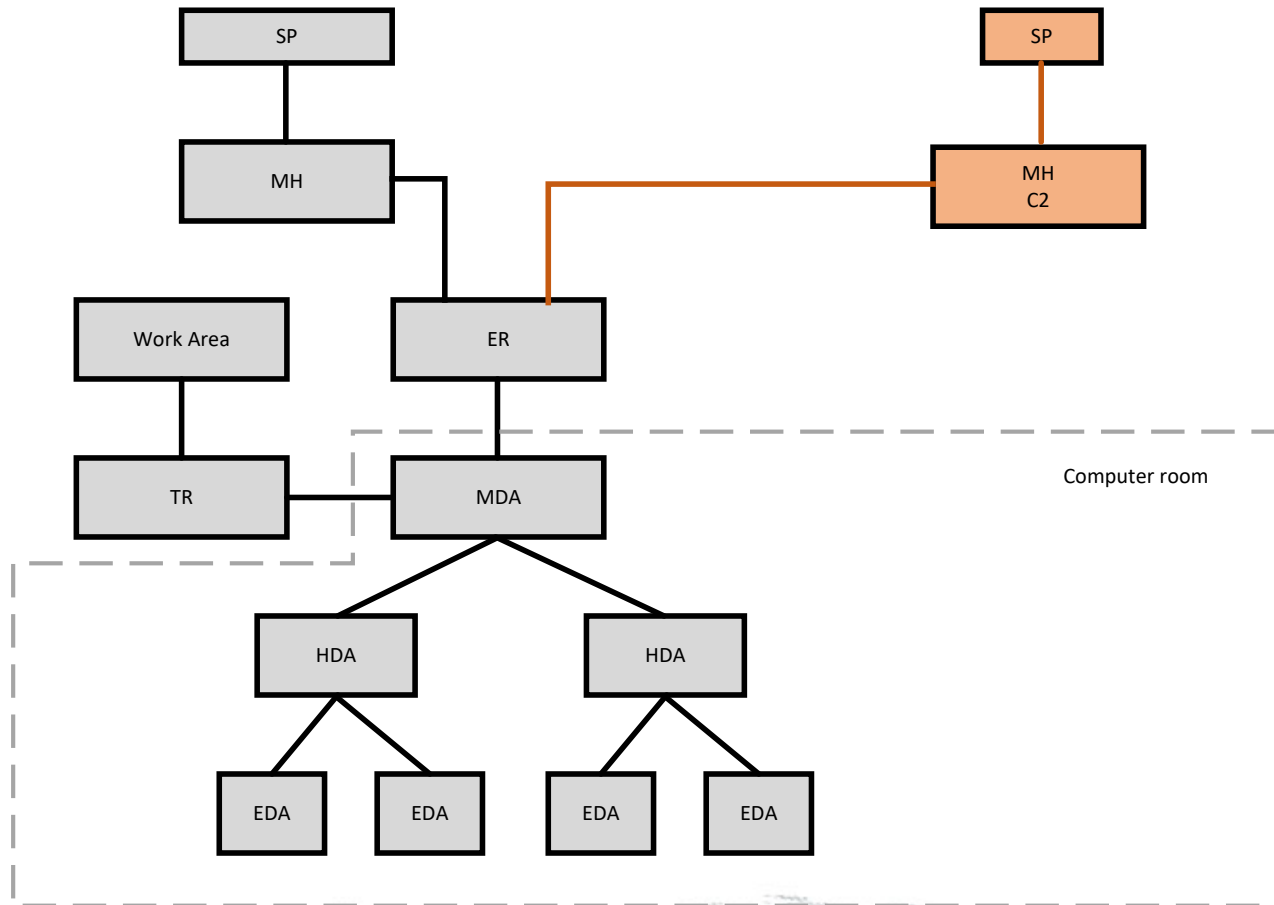 SP
SP
MH
MH
C2
Work Area
ER
TR
MDA
Computer room
HDA
HDA
EDA
EDA
EDA
EDA